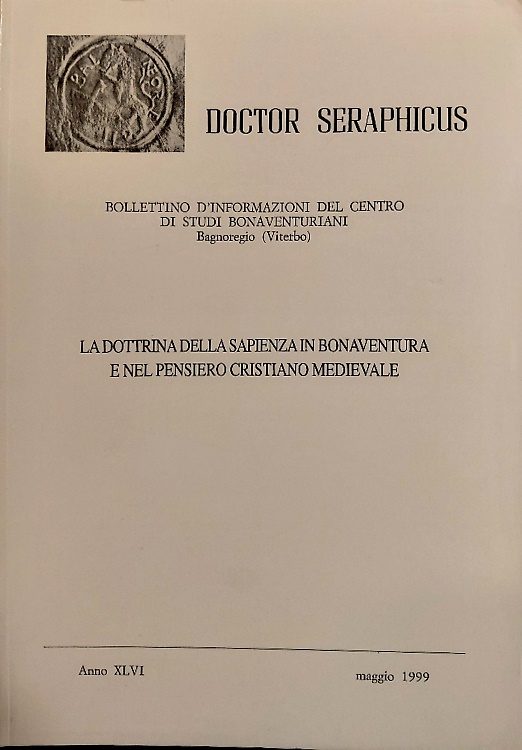 DOCTOR SERAPHICUS
BOLLETTINO D'INFORMAZIONI DEL CENTRO
DI STUDI BONAVENTURIANI
Bagnoregio (Viterbo)
LA DOTTRINA DELLA SAPIENZA IN BONAVENTURA
E NEL PENSIERO CRISTIANO MEDIEVALE
Anno XLVI
maggio 1999